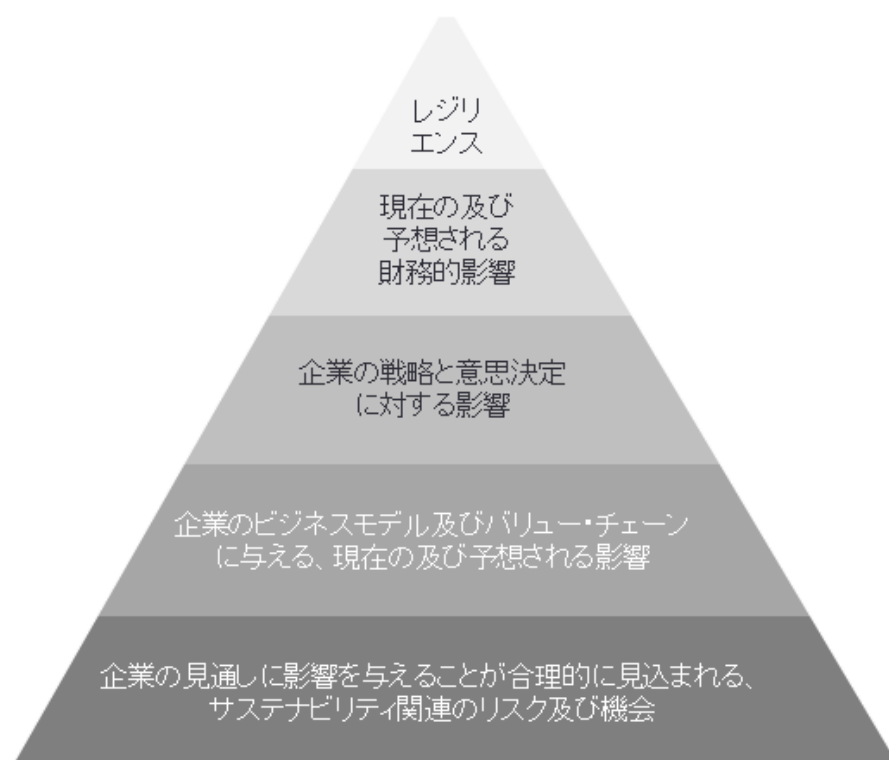 レジリ
エンス
現在の及び
予想される
財務的影響
企業の戦略と意思決定
に対する影響
企業のビジネスモデル及びバリュー・チェーン
に与える、現在の及び予想される影響
企業の見通しに影響を与えることが合理的に見込まれる、
サステナビリティ関連のリスク及び機会